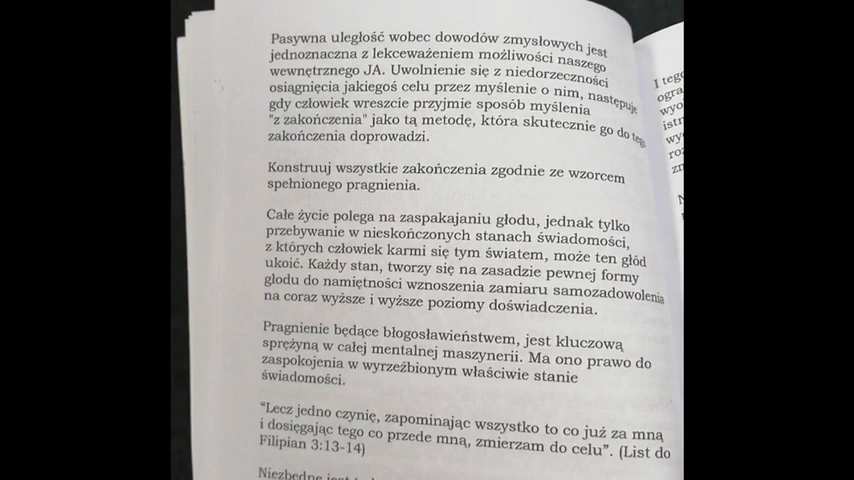 Pasywna uległość wobec dowodów zmysłowych jest
jednoznaczna z lekceważeniem możliwości naszego
wewnętrznego JA. Uwolnienie się z niedorzeczności
osiągnięcia jakiegoś celu przez myślenie o nim, następuje
gdy człowiek wreszcie przyjmie sposób myślenia
"z zakończenia" jako tą metodę, która skutecznie go do tego
zakończenia doprowadzi.
Konstruuj wszystkie zakończenia zgodnie ze wzorcem
spełnionego pragnienia.
Całe życie polega na zaspakajaniu głodu, jednak tylko
przebywanie w nieskończonych stanach świadomości,
z których człowiek karmi się tym światem, może ten głód
ukoić. Każdy stan, tworzy się na zasadzie pewnej formy
głodu do namiętności wznoszenia zamiaru samozadowolenia
na coraz wyższe i wyższe poziomy doświadczenia.
Pragnienie będące błogosławieństwem, jest kluczową
sprężyną w całej mentalnej maszynerii. Ma ono prawo do
zaspokojenia w wyrzeźbionym właściwie stanie
świadomości.
“Lecz jedno czynię, zapominając wszystko to co już za mną
i dosięgając tego co przede mną, zmierzam do celu”. (List do
Filipian 3:13-14)
Niezbędne jest
I tego